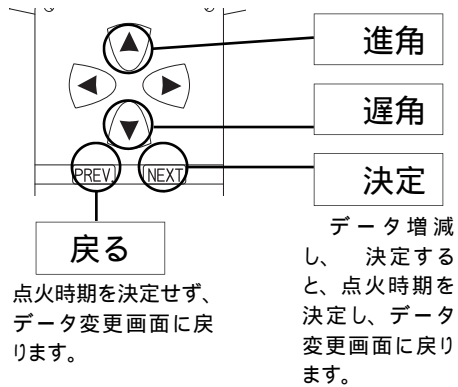 進角
遅角
PREV.
NEXT
決定
戻る
点火時期を決定せず、
データ変更画面に戻
ります。
データ増減
し、 決定する
と、点火時期を
決定し、データ
変更画面に戻り
ます。